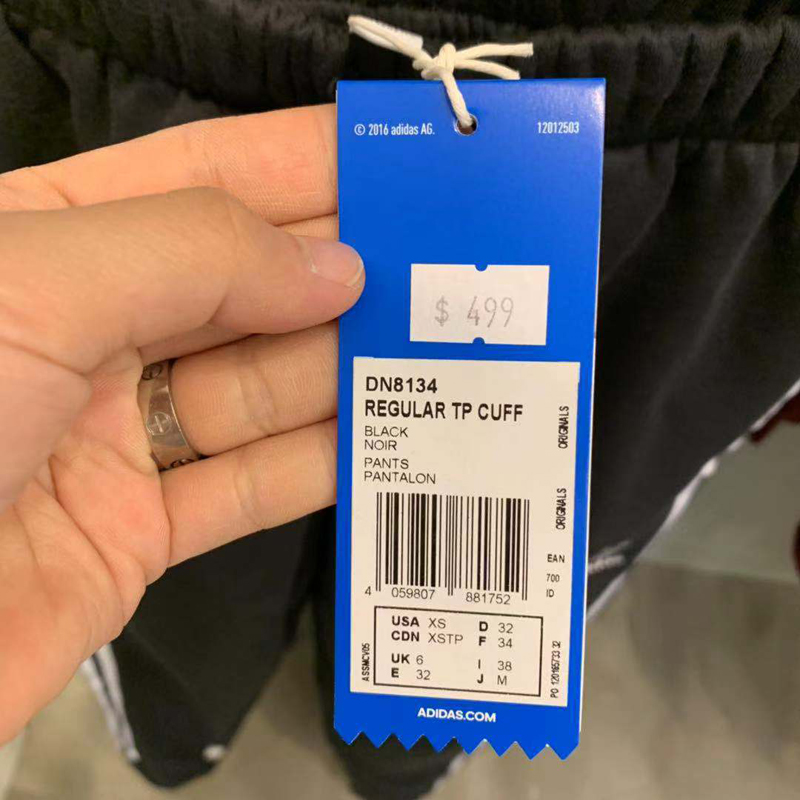 © 2016 adidas AG. 12012503
$ 499
DN8134
REGULAR TP CUFF
BLACK
NOIR
PANTS
PANTALON
ORIGINALS
ORIGINALS
EAN
700
ID
4 059807 881752
USA XS D 32
CDN XSTP F 34
UK 6 I 38
E 32 J M
ASSMCV05
ADIDAS.COM